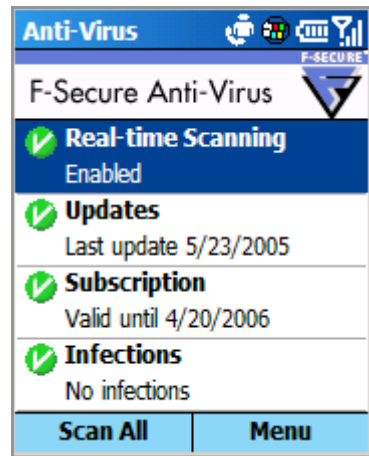 Anti-Virus
F-SECURE
F-Secure Anti-Virus
Real-time Scanning
Enabled
Updates
Last update 5/23/2005
Subscription
Valid until 4/20/2006
Infections
No infections
Scan All Menu